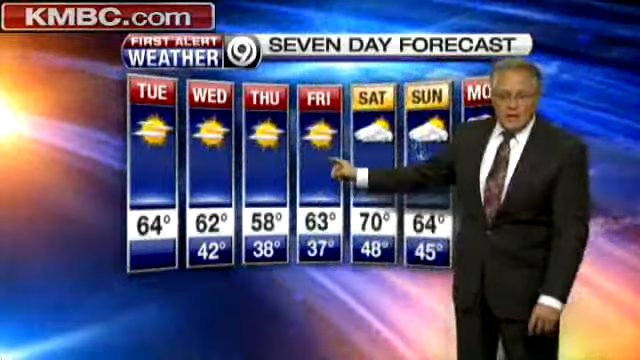 KMBC.com
FIRST ALERT
WEATHER 9
SEVEN DAY FORECAST
TUE WED THU FRI SAT SUN MO
64° 62° 58° 63° 70° 64°
42° 38° 37° 48° 45°